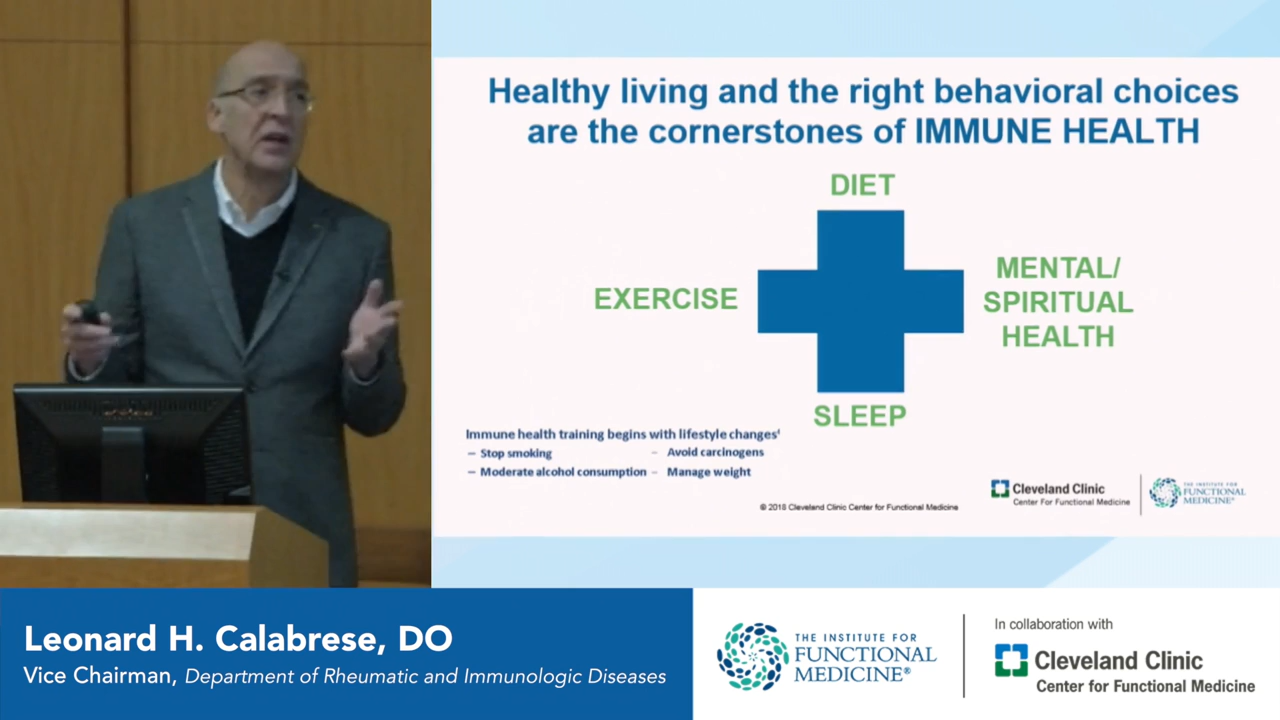 Healthy living and the right behavioral choices
are the cornerstones of IMMUNE HEALTH
DIET
EXERCISE
MENTAL/
SPIRITUAL
HEALTH
SLEEP
Immune health training begins with lifestyle changes¹
– Stop smoking
– Avoid carcinogens
– Moderate alcohol consumption
– Manage weight
© 2018 Cleveland Clinic Center for Functional Medicine
Cleveland Clinic
Center For Functional Medicine
THE INSTITUTE FOR
FUNCTIONAL
MEDICINE®
Leonard H. Calabrese, DO
Vice Chairman, Department of Rheumatic and Immunologic Diseases
THE INSTITUTE FOR
FUNCTIONAL
MEDICINE®
In collaboration with
Cleveland Clinic
Center for Functional Medicine